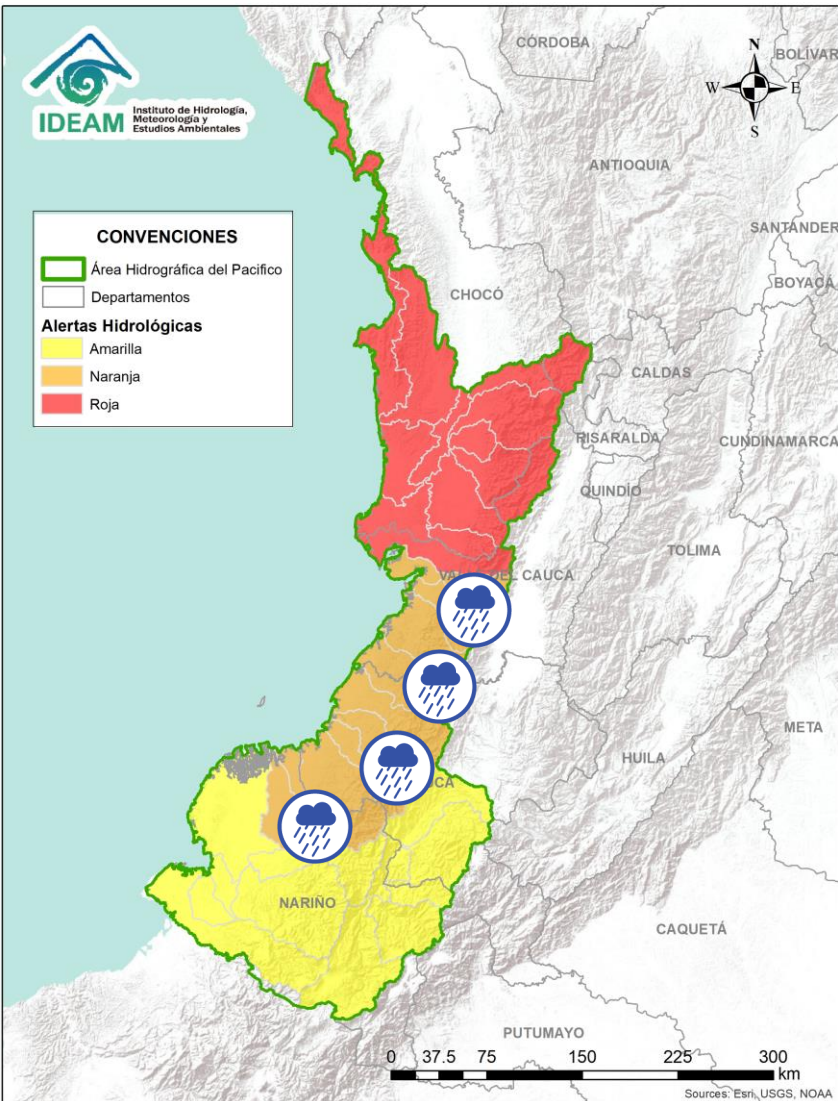 IDEAM
Instituto de Hidrología,
Meteorología y
Estudios Ambientales
CÓRDOBA
BOLÍVAR
N
W
E
S
ANTIOQUIA
SANTANDER
BOYACÁ
CONVENCIONES
Área Hidrográfica del Pacifico
Departamentos
Alertas Hidrológicas
Amarilla
Naranja
Roja
CHOCÓ
CALDAS
RISARALDA
CUNDINAMARCA
QUINDÍO
TOLIMA
DEL CAUCA
META
HUILA
NARIÑO
CAQUETÁ
PUTUMAYO
0 37.5 75 150 225 300
km
Sources: Esri, USGS, NOAA